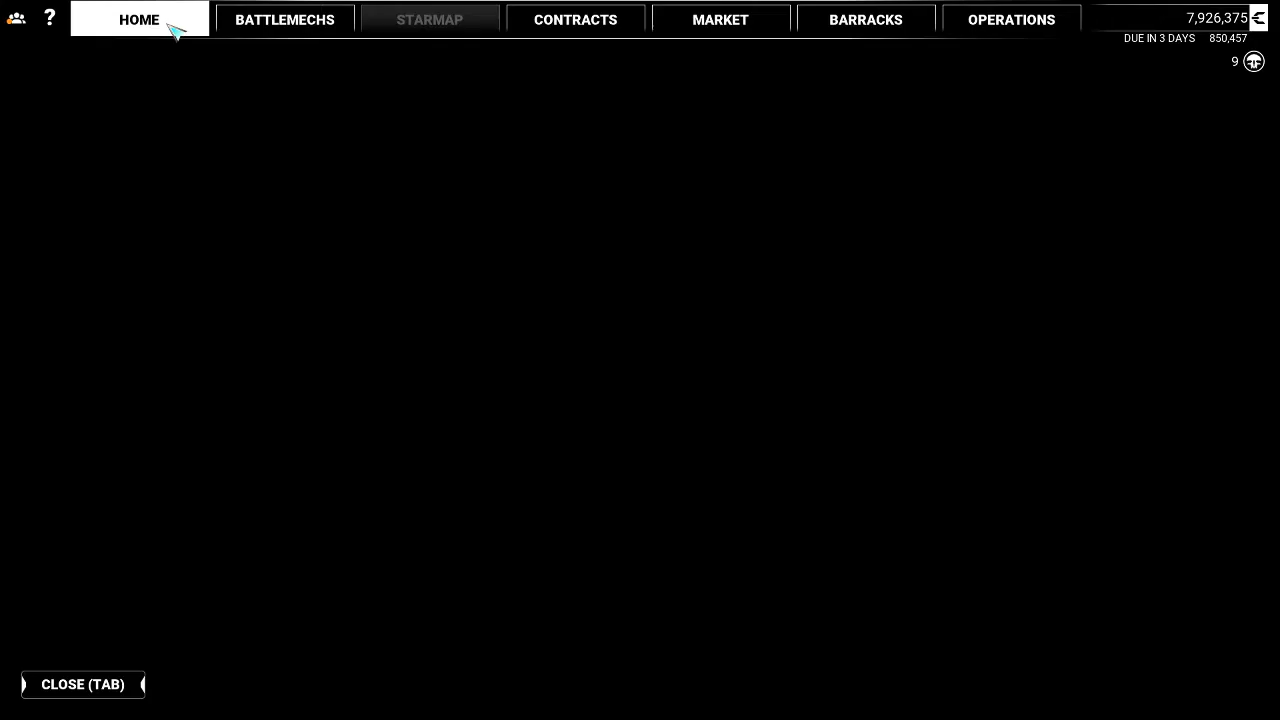 ? HOME BATTLEMECHS STARMAP CONTRACTS MARKET BARRACKS OPERATIONS 7,926,375
DUE IN 3 DAYS 850,457
9
CLOSE (TAB)